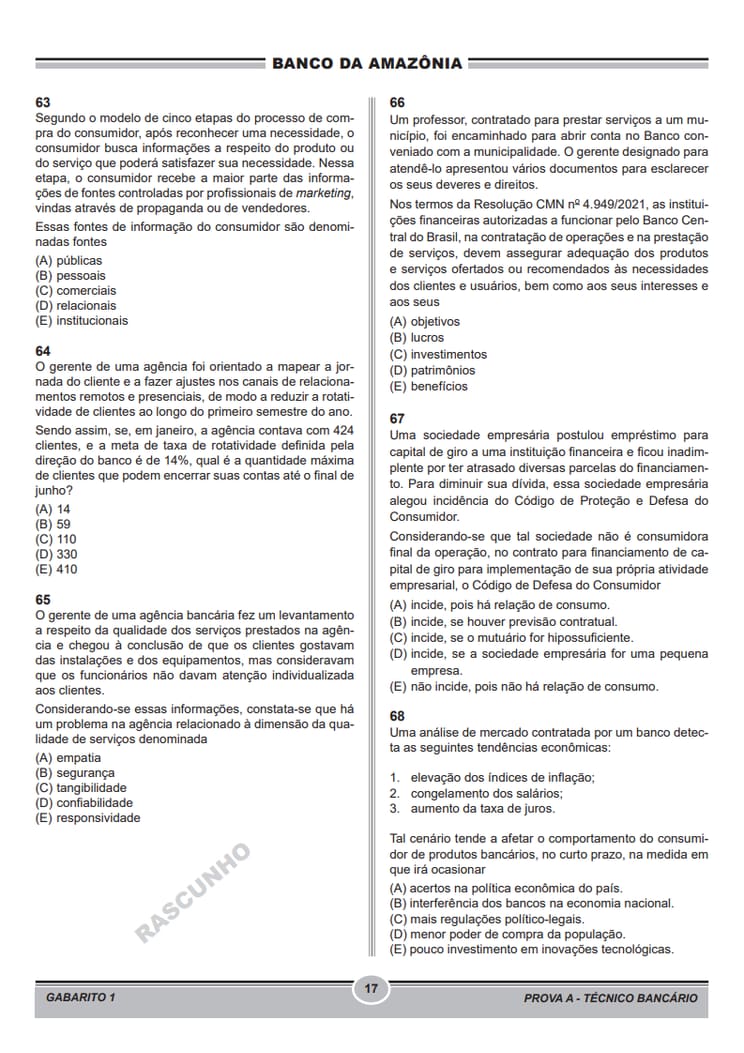 BANCO DA AMAZÔNIA
63
Segundo o modelo de cinco etapas do processo de com-
pra do consumidor, após reconhecer uma necessidade, o
consumidor busca informações a respeito do produto ou
do serviço que poderá satisfazer sua necessidade. Nessa
etapa, o consumidor recebe a maior parte das informa-
ções de fontes controladas por profissionais de marketing,
vindas através de propaganda ou de vendedores.
Essas fontes de informação do consumidor são denomi-
nadas fontes
(A) públicas
(B) pessoais
(C) comerciais
(D) relacionais
(E) institucionais
64
O gerente de uma agência foi orientado a mapear a jor-
nada do cliente e a fazer ajustes nos canais de relaciona-
mentos remotos e presenciais, de modo a reduzir a rotati-
vidade de clientes ao longo do primeiro semestre do ano.
Sendo assim, se, em janeiro, a agência contava com 424
clientes, e a meta de taxa de rotatividade definida pela
direção do banco é de 14%, qual é a quantidade máxima
de clientes que podem encerrar suas contas até o final de
junho?
(A) 14
(B) 59
(C) 110
(D) 330
(E) 410
65
O gerente de uma agência bancária fez um levantamento
a respeito da qualidade dos serviços prestados na agên-
cia e chegou à conclusão de que os clientes gostavam
das instalações e dos equipamentos, mas consideravam
que os funcionários não davam atenção individualizada
aos clientes.
Considerando-se essas informações, constata-se que há
um problema na agência relacionado à dimensão da qua-
lidade de serviços denominada
(A) empatia
(B) segurança
(C) tangibilidade
(D) confiabilidade
(E) responsividade
RASCUNHO
66
Um professor, contratado para prestar serviços a um mu-
nicípio, foi encaminhado para abrir conta no Banco con-
veniado com a municipalidade. O gerente designado para
atendê-lo apresentou vários documentos para esclarecer
os seus deveres e direitos.
Nos termos da Resolução CMN nº 4.949/2021, as institui-
ções financeiras autorizadas a funcionar pelo Banco Cen-
tral do Brasil, na contratação de operações e na prestação
de serviços, devem assegurar adequação dos produtos
e serviços ofertados ou recomendados às necessidades
dos clientes e usuários, bem como aos seus interesses e
aos seus
(A) objetivos
(B) lucros
(C) investimentos
(D) patrimônios
(E) benefícios
67
Uma sociedade empresária postulou empréstimo para
capital de giro a uma instituição financeira e ficou inadim-
plente por ter atrasado diversas parcelas do financiamen-
to. Para diminuir sua dívida, essa sociedade empresária
alegou incidência do Código de Proteção e Defesa do
Consumidor.
Considerando-se que tal sociedade não é consumidora
final da operação, no contrato para financiamento de ca-
pital de giro para implementação de sua própria atividade
empresarial, o Código de Defesa do Consumidor
(A) incide, pois há relação de consumo.
(B) incide, se houver previsão contratual.
(C) incide, se o mutuário for hipossuficiente.
(D) incide, se a sociedade empresária for uma pequena
empresa.
(E) não incide, pois não há relação de consumo.
68
Uma análise de mercado contratada por um banco detec-
ta as seguintes tendências econômicas:
1. elevação dos índices de inflação;
2. congelamento dos salários;
3. aumento da taxa de juros.
Tal cenário tende a afetar o comportamento do consumi-
dor de produtos bancários, no curto prazo, na medida em
que irá ocasionar
(A) acertos na política econômica do país.
(B) interferência dos bancos na economia nacional.
(C) mais regulações político-legais.
(D) menor poder de compra da população.
(E) pouco investimento em inovações tecnológicas.
GABARITO 1
17
PROVA A - TÉCNICO BANCÁRIO